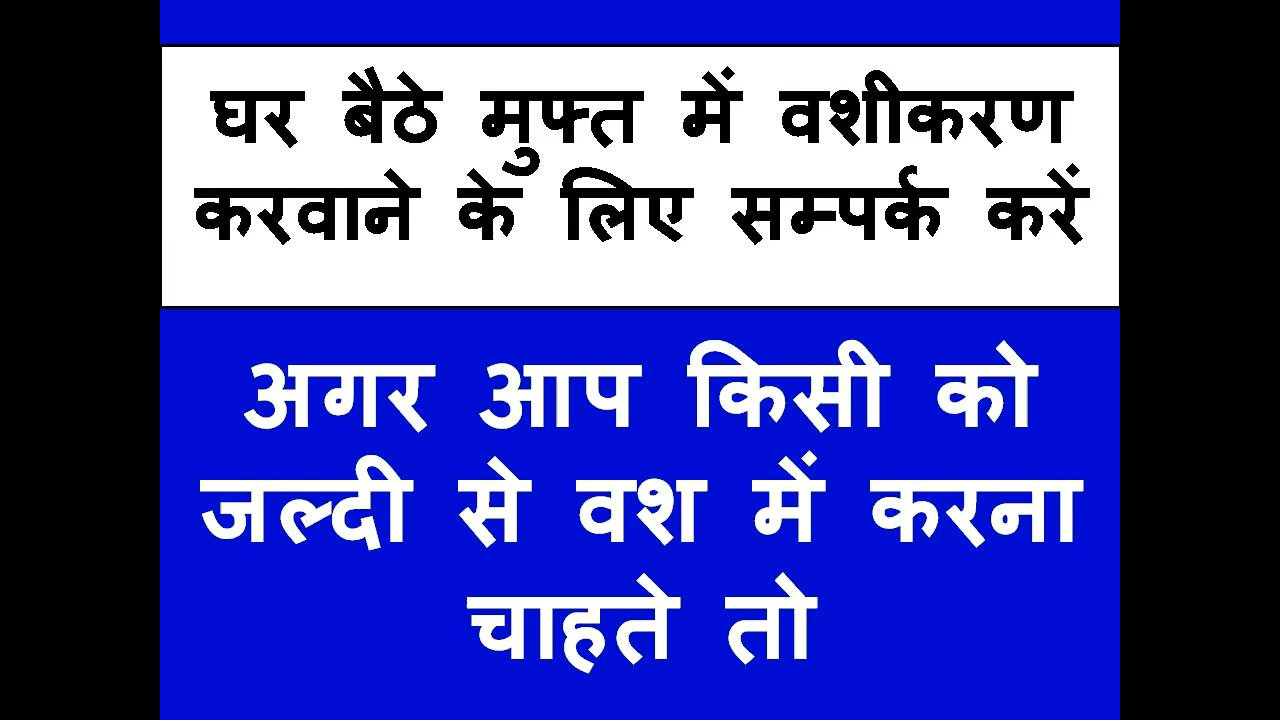 घर बैठे मुफ्त में वशीकरण
करवाने के लिए सम्पर्क करें
अगर आप किसी को
जल्दी से वश में करना
चाहते तो